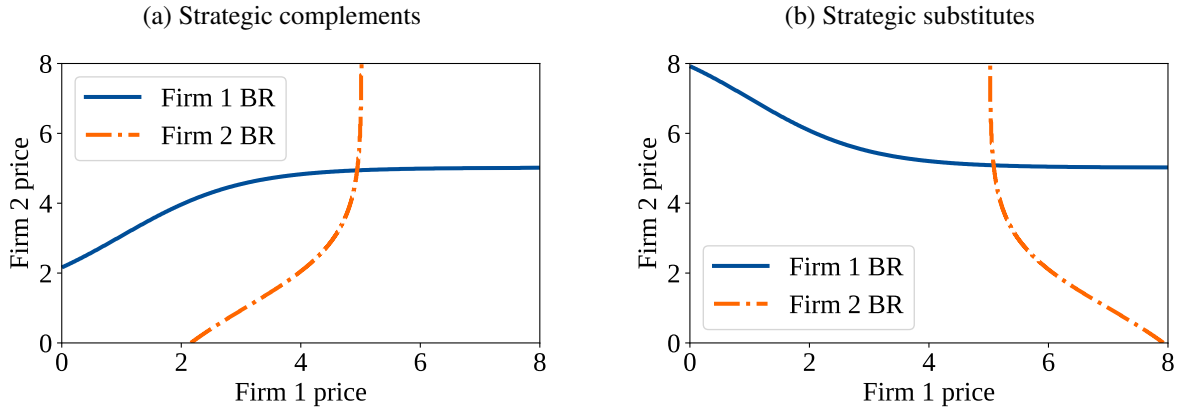 (a) Strategic complements
8
6
4
2
0
Firm 2 price
Firm 1 BR
Firm 2 BR
0 2 4 6 8
Firm 1 price
(b) Strategic substitutes
8
6
4
2
0
Firm 2 price
Firm 1 BR
Firm 2 BR
0 2 4 6 8
Firm 1 price